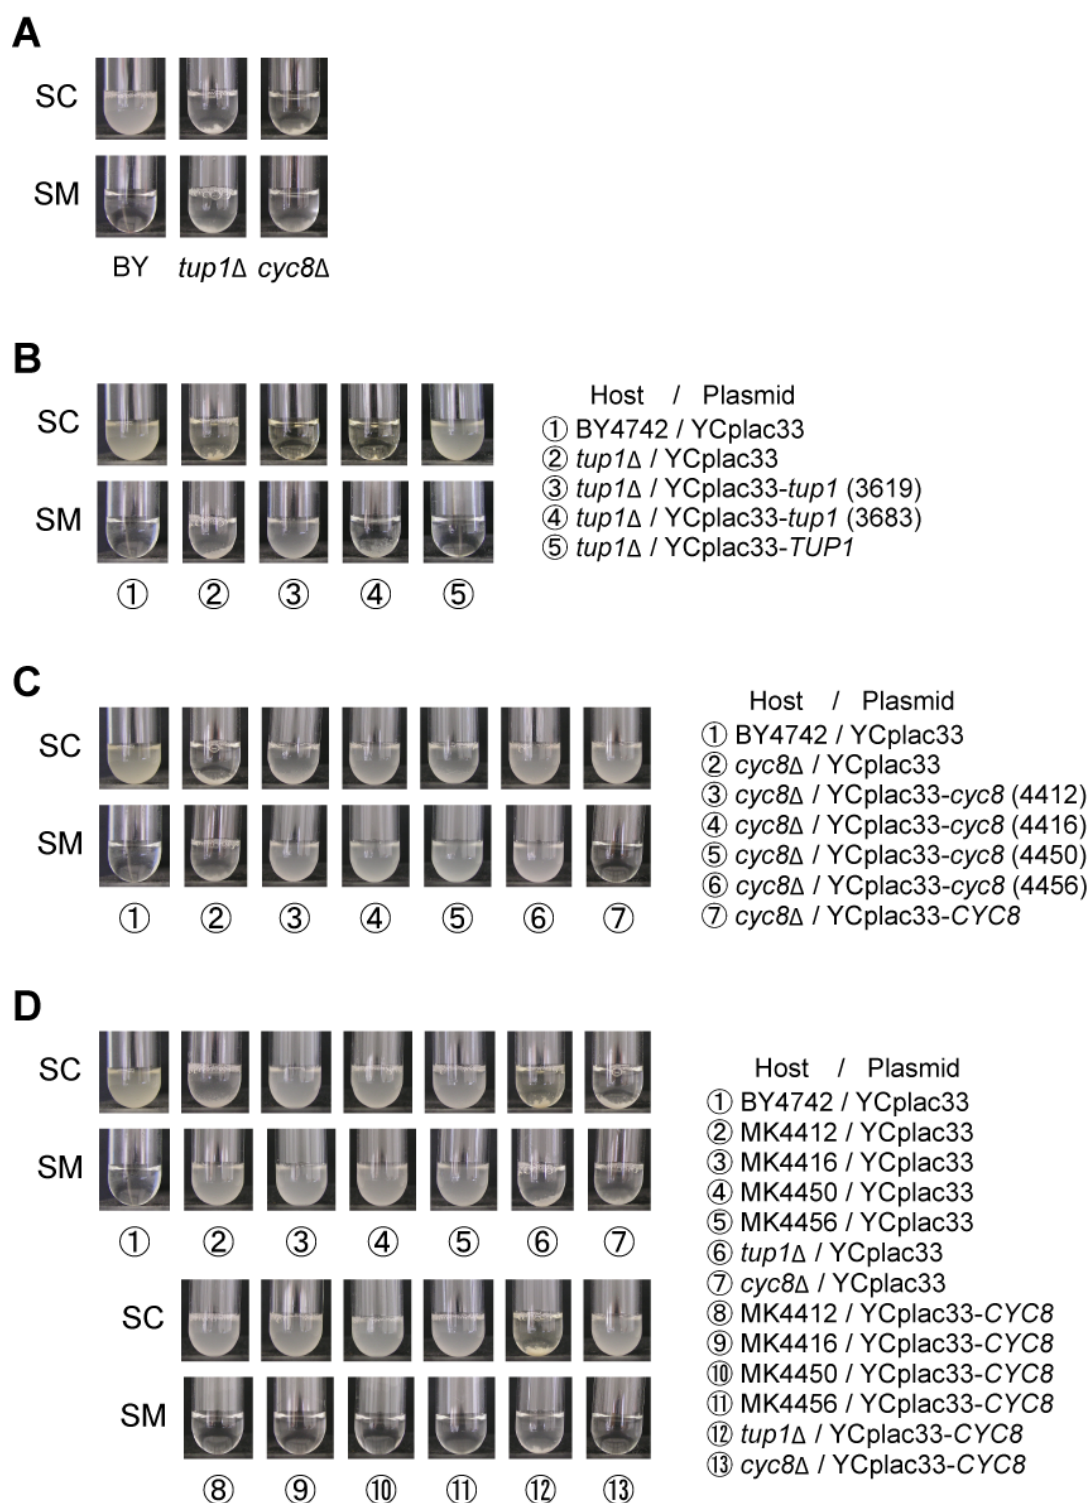 A
SC
SM
BY tup1Δ cyc8Δ
B
SC
SM
① ② ③ ④ ⑤
Host / Plasmid
① BY4742 / YCplac33
② tup1Δ / YCplac33
③ tup1Δ / YCplac33-tup1 (3619)
④ tup1Δ / YCplac33-tup1 (3683)
⑤ tup1Δ / YCplac33-TUP1
C
SC
SM
① ② ③ ④ ⑤ ⑥ ⑦
Host / Plasmid
① BY4742 / YCplac33
② cyc8Δ / YCplac33
③ cyc8Δ / YCplac33-cyc8 (4412)
④ cyc8Δ / YCplac33-cyc8 (4416)
⑤ cyc8Δ / YCplac33-cyc8 (4450)
⑥ cyc8Δ / YCplac33-cyc8 (4456)
⑦ cyc8Δ / YCplac33-CYC8
D
SC
SM
① ② ③ ④ ⑤ ⑥ ⑦
SC
SM
⑧ ⑨ ⑩ ⑪ ⑫ ⑬
Host / Plasmid
① BY4742 / YCplac33
② MK4412 / YCplac33
③ MK4416 / YCplac33
④ MK4450 / YCplac33
⑤ MK4456 / YCplac33
⑥ tup1Δ / YCplac33
⑦ cyc8Δ / YCplac33
⑧ MK4412 / YCplac33-CYC8
⑨ MK4416 / YCplac33-CYC8
⑩ MK4450 / YCplac33-CYC8
⑪ MK4456 / YCplac33-CYC8
⑫ tup1Δ / YCplac33-CYC8
⑬ cyc8Δ / YCplac33-CYC8